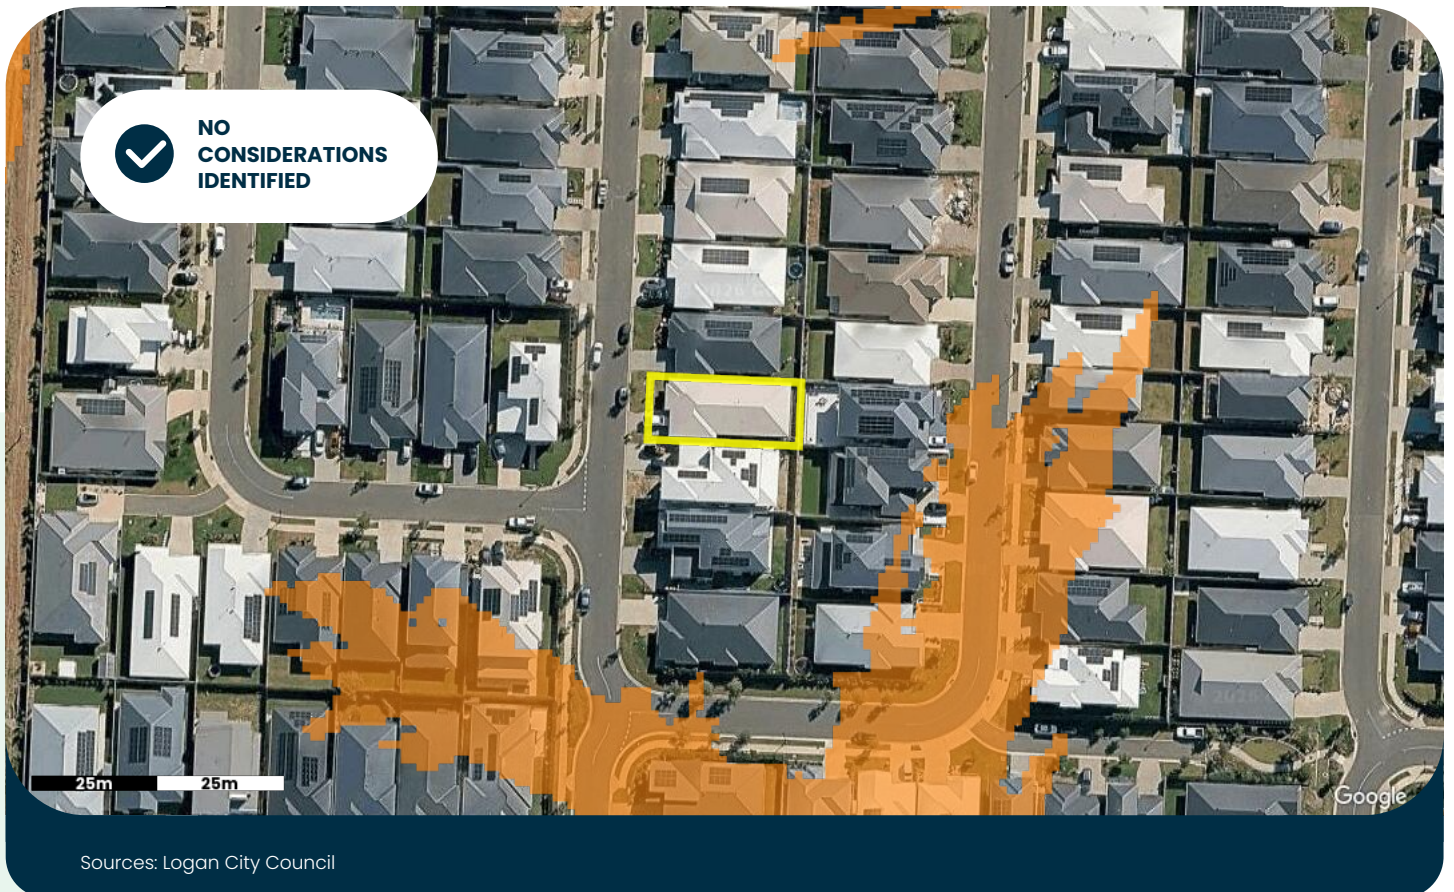 NO
CONSIDERATIONS
IDENTIFIED
25m 25m
Google
Sources: Logan City Council